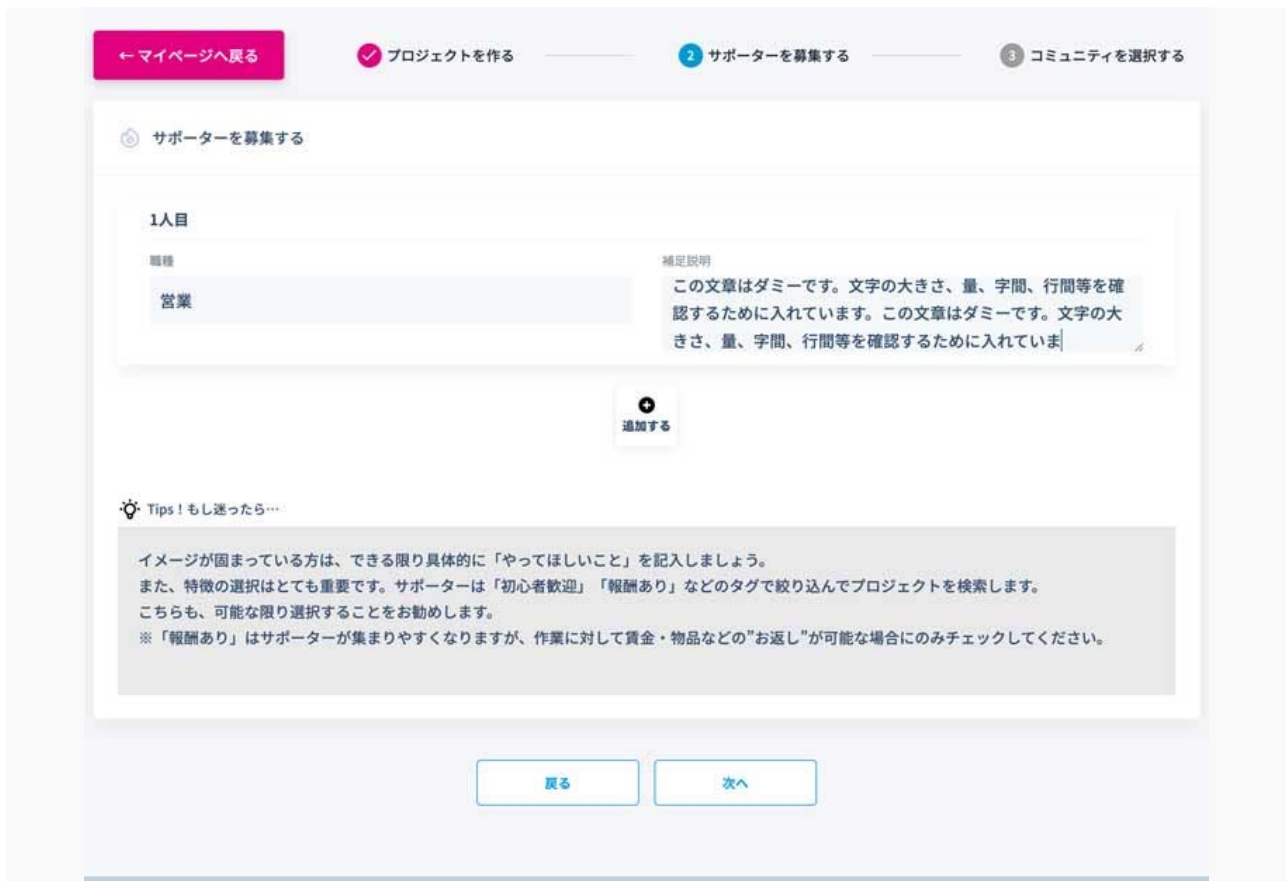 ← マイページへ戻る
プロジェクトを作る
2 サポーターを募集する
3 コミュニティを選択する
サポーターを募集する
1人目
職種
営業
補足説明
この文章はダミーです。文字の大きさ、量、字間、行間等を確
認するために入れています。この文章はダミーです。文字の大
きさ、量、字間、行間等を確認するために入れていま
追加する
Tips!もし迷ったら…
イメージが固まっている方は、できる限り具体的に「やってほしいこと」を記入しましょう。
また、特徴の選択はとても重要です。サポーターは「初心者歓迎」「報酬あり」などのタグで絞り込んでプロジェクトを検索します。
こちらも、可能な限り選択することをお勧めします。
※「報酬あり」はサポーターが集まりやすくなりますが、作業に対して賃金・物品などの”お返し”が可能な場合にのみチェックしてください。
戻る
次へ